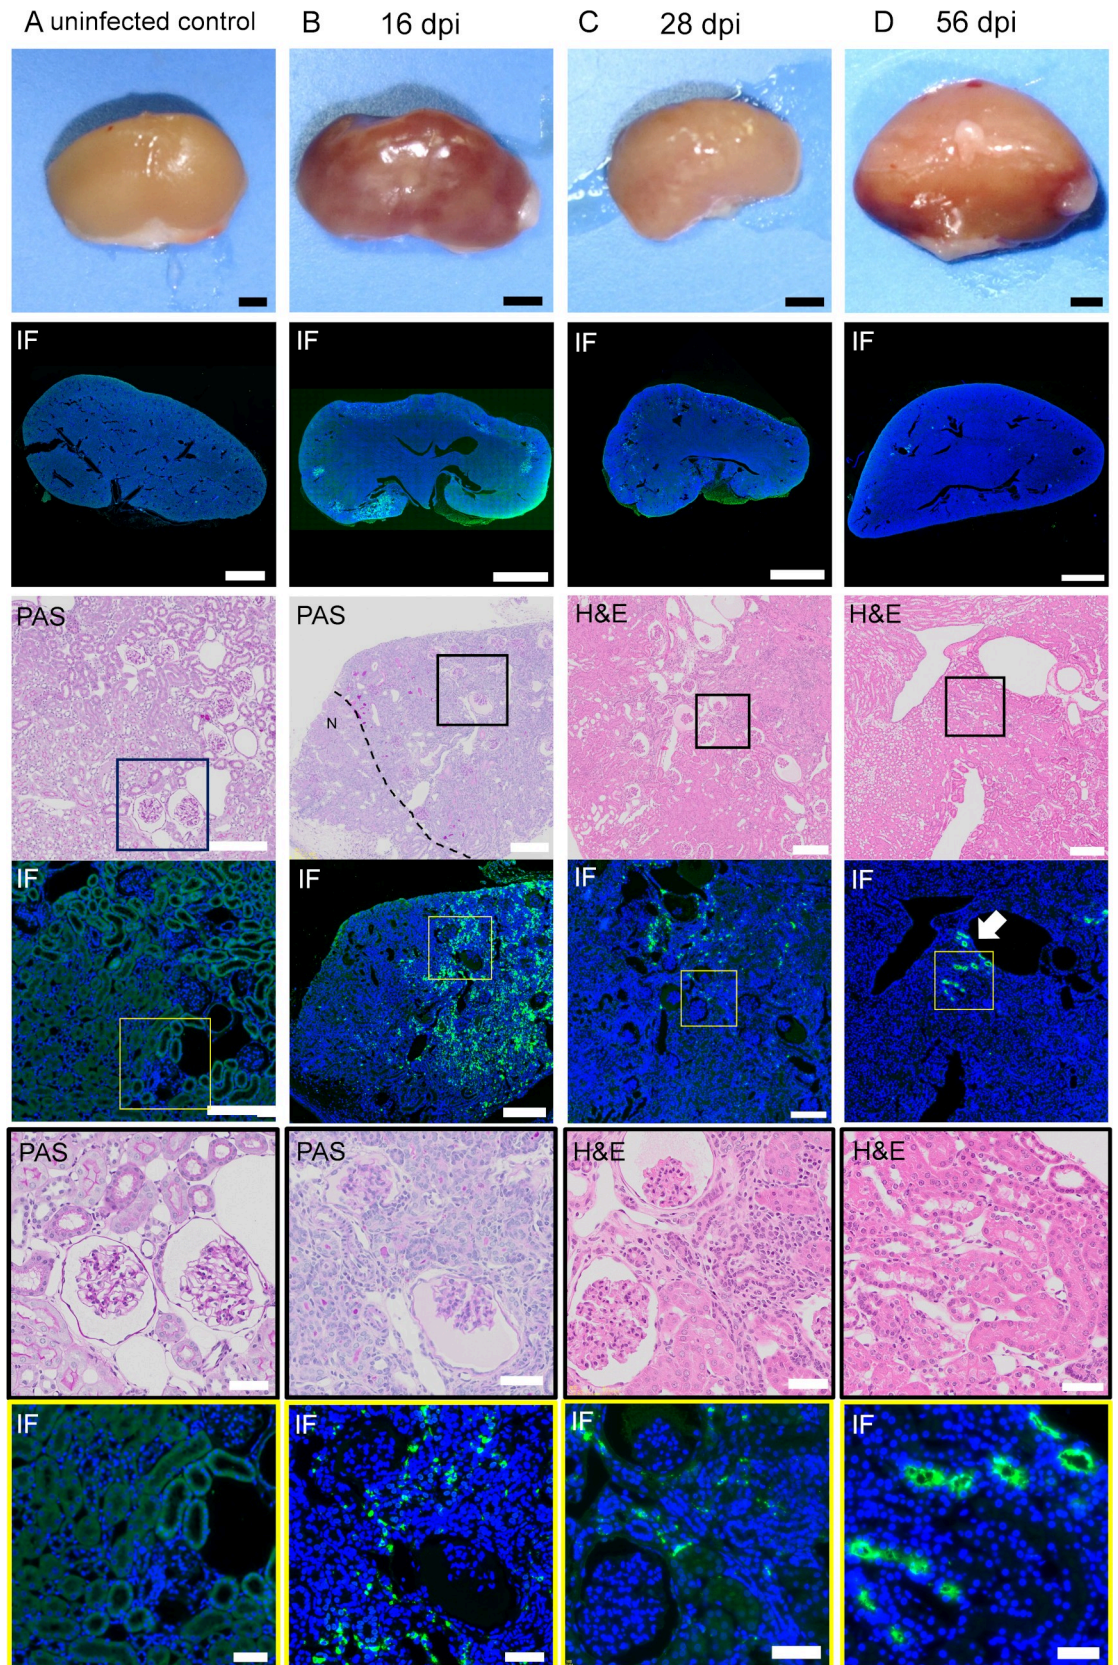 A uninfected control B 16 dpi C 28 dpi D 56 dpi
IF IF IF IF
PAS PAS H&E H&E
N
IF IF IF IF
PAS PAS H&E H&E
IF IF IF IF